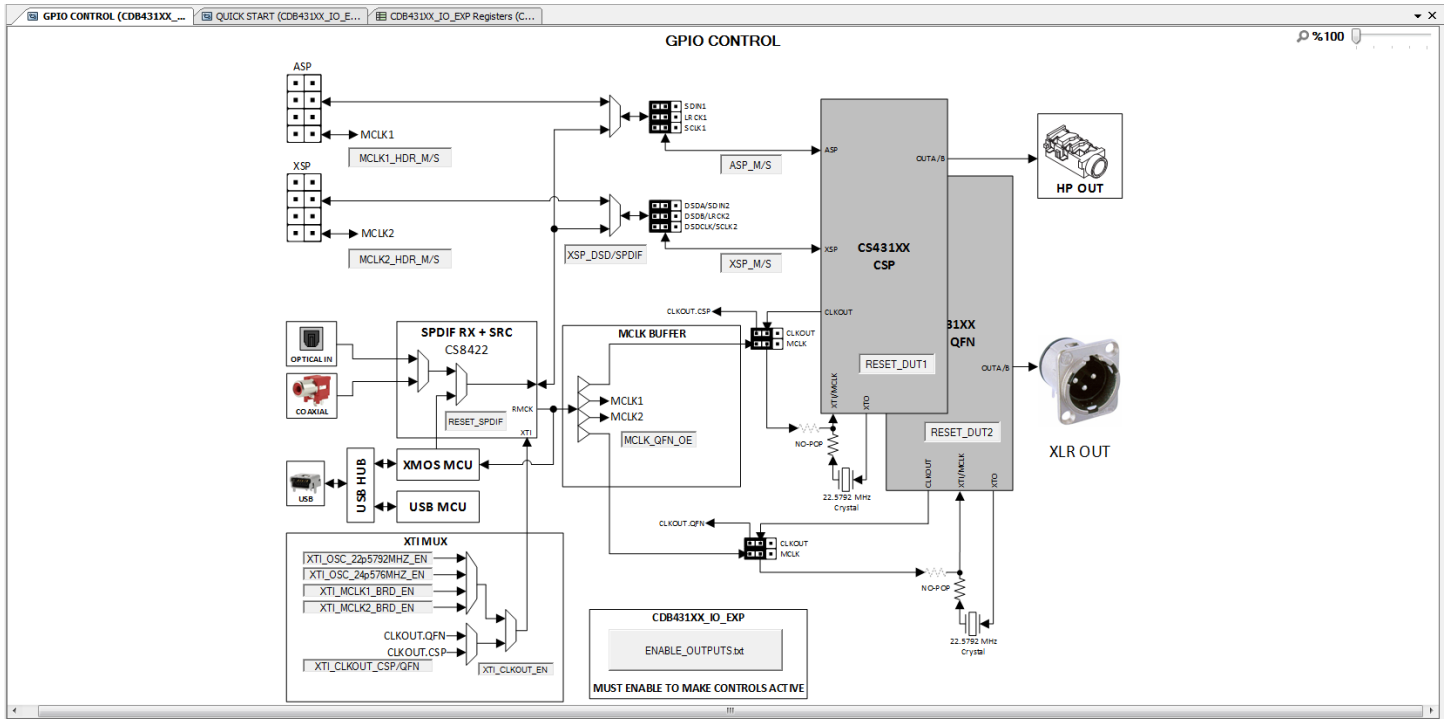 GPIO CONTROL (CDB431XX_...
QUICK START (CDB431XX_IO_E...
CDB431XX_IO_EXP Registers (C...
GPIO CONTROL
%100
ASP
MCLK1
MCLK1_HDR_M/S
XSP
MCLK2
MCLK2_HDR_M/S
SDIN1
LRCK1
SCLK1
ASP_M/S
DSDA/SDIN2
DSDB/LRCK2
DSDCLK/SCLK2
XSP_DSD/SPDIF
XSP_M/S
ASP
OUTA/B
XSP
CS431XX
CSP
CLKOUT
RESET_DUT1
XTI/MCLK
XTO
HP OUT
31XX
QFN
OUTA/B
RESET_DUT2
CLKOUT
XTI/MCLK
XTO
XLR OUT
OPTICAL IN
COAXIAL
SPDIF RX + SRC
CS8422
RESET_SPDIF
RMCK
XTI
MCLK BUFFER
MCLK1
MCLK2
MCLK_QFN_OE
CLKOUT.CSP
CLKOUT
MCLK
NO-POP
22.5792 MHz
Crystal
USB
USB HUB
XMOS MCU
USB MCU
CLKOUT.QFN
CLKOUT
MCLK
NO-POP
22.5792 MHz
Crystal
XTI MUX
XTI_OSC_22p5792MHZ_EN
XTI_OSC_24p576MHZ_EN
XTI_MCLK1_BRD_EN
XTI_MCLK2_BRD_EN
CLKOUT.QFN
CLKOUT.CSP
XTI_CLKOUT_CSP/QFN
XTI_CLKOUT_EN
CDB431XX_IO_EXP
ENABLE_OUTPUTS.txt
MUST ENABLE TO MAKE CONTROLS ACTIVE